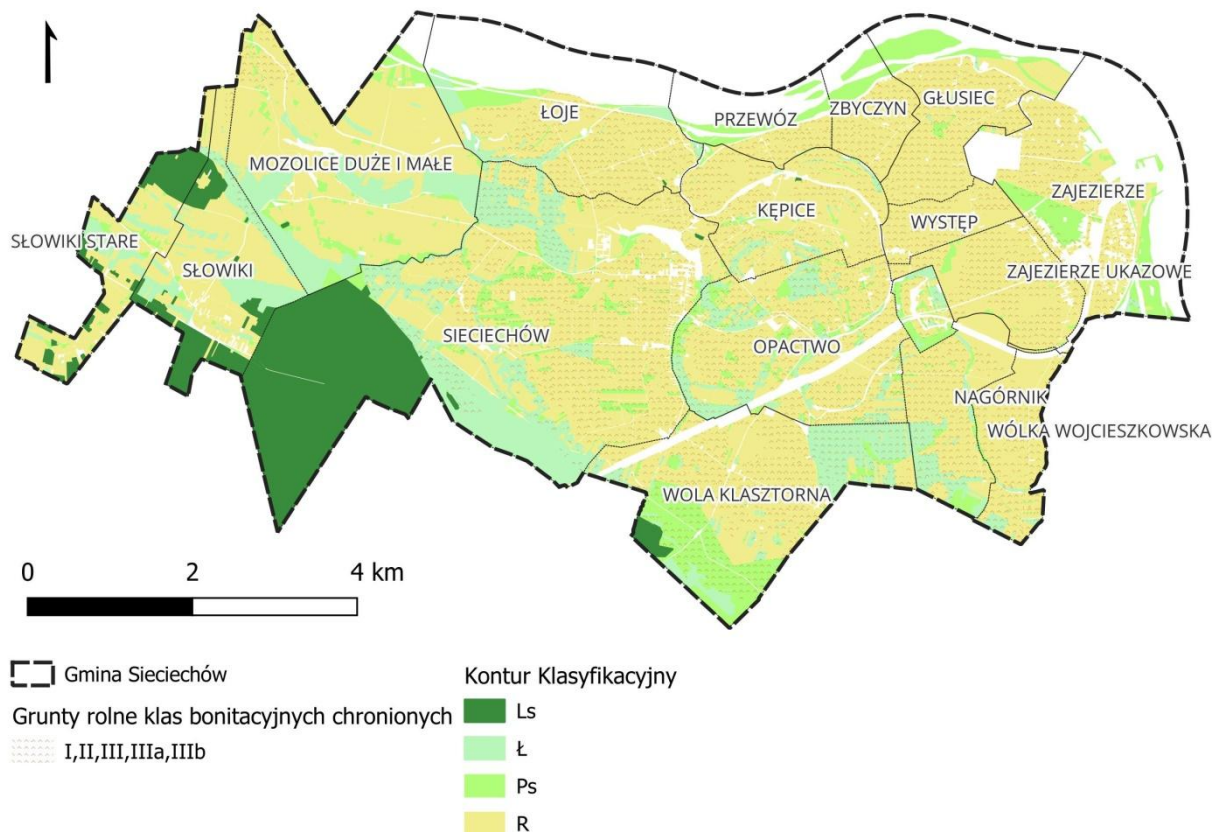 ŁOJE
PRZEWÓZ
ZBYCZYN
GŁUSIEC
MOZOLICE DUŻE I MAŁE
KĘPICE
ZAJEZIERZE
WYSTĘP
SŁOWIKI STARE
SŁOWIKI
ZAJEZIERZE UKAZOWE
SIECIECHÓW
OPACTWO
NAGÓRNIK
WÓLKA WOJCIESZKOWSKA
WOLA KLASZTORNA
0 2 4 km
Gmina Sieciechów
Grunty rolne klas bonitacyjnych chronionych
I,II,III,IIIa,IIIb
Kontur Klasyfikacyjny
Ls
Ł
Ps
R